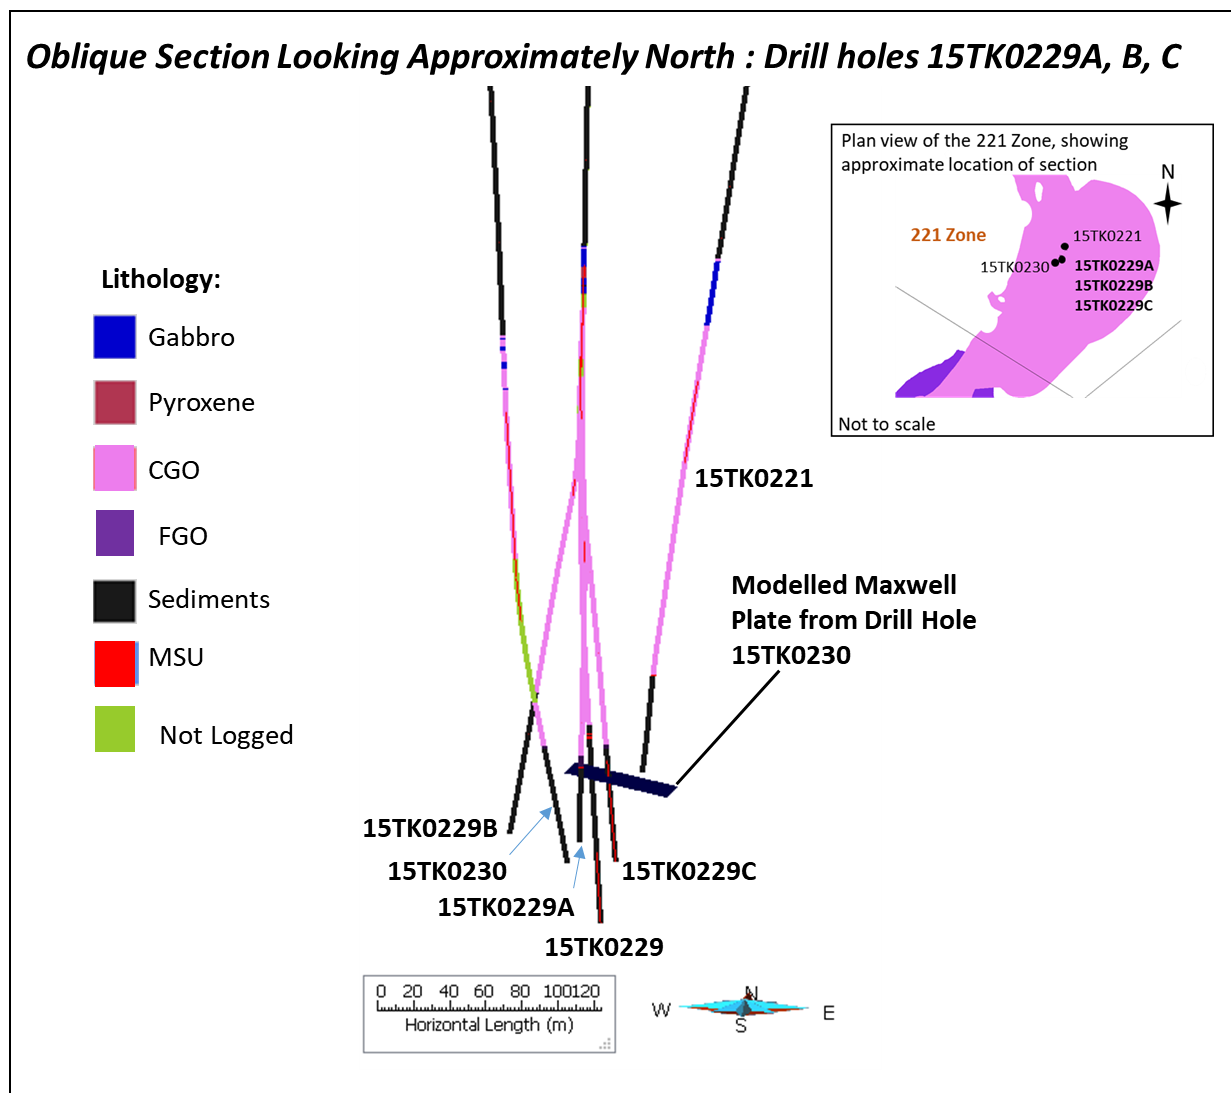 Oblique Section Looking Approximately North : Drill holes 15TK0229A, B, C
Plan view of the 221 Zone, showing
approximate location of section
N
221 Zone
15TK0221
15TK0230
15TK0229A
15TK0229B
15TK0229C
Not to scale
Lithology:
Gabbro
Pyroxene
CGO
FGO
Sediments
MSU
Not Logged
15TK0221
Modelled Maxwell
Plate from Drill Hole
15TK0230
15TK0229B
15TK0230
15TK0229C
15TK0229A
15TK0229
0 20 40 60 80 100120
Horizontal Length (m)
N
W
E
S